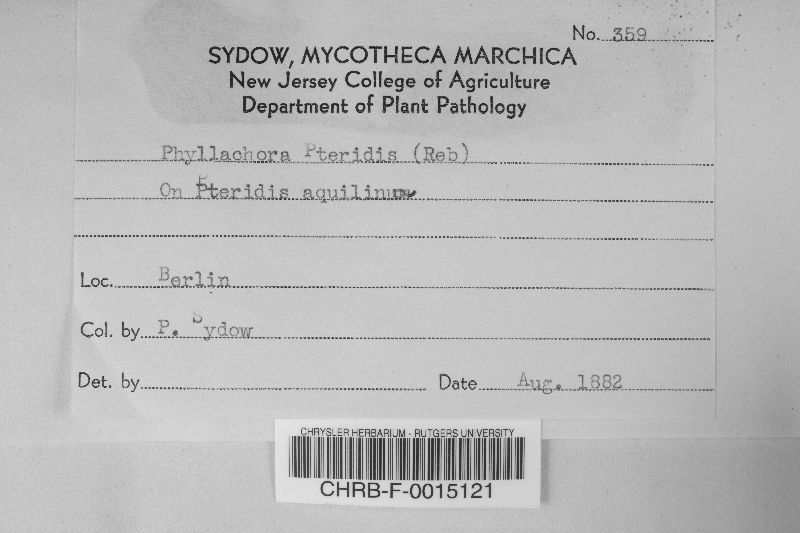 No. 359
SYDOW, MYCOTHECA MARCHICA
New Jersey College of Agriculture
Department of Plant Pathology
Phyllachora Pteridis (Reb)
On Pteridis aquilinum
Loc. Berlin
Col. by P. Sydow
Det. by Date Aug. 1882
CHRYSLER HERBARIUM - RUTGERS UNIVERSITY
CHRB-F-0015121